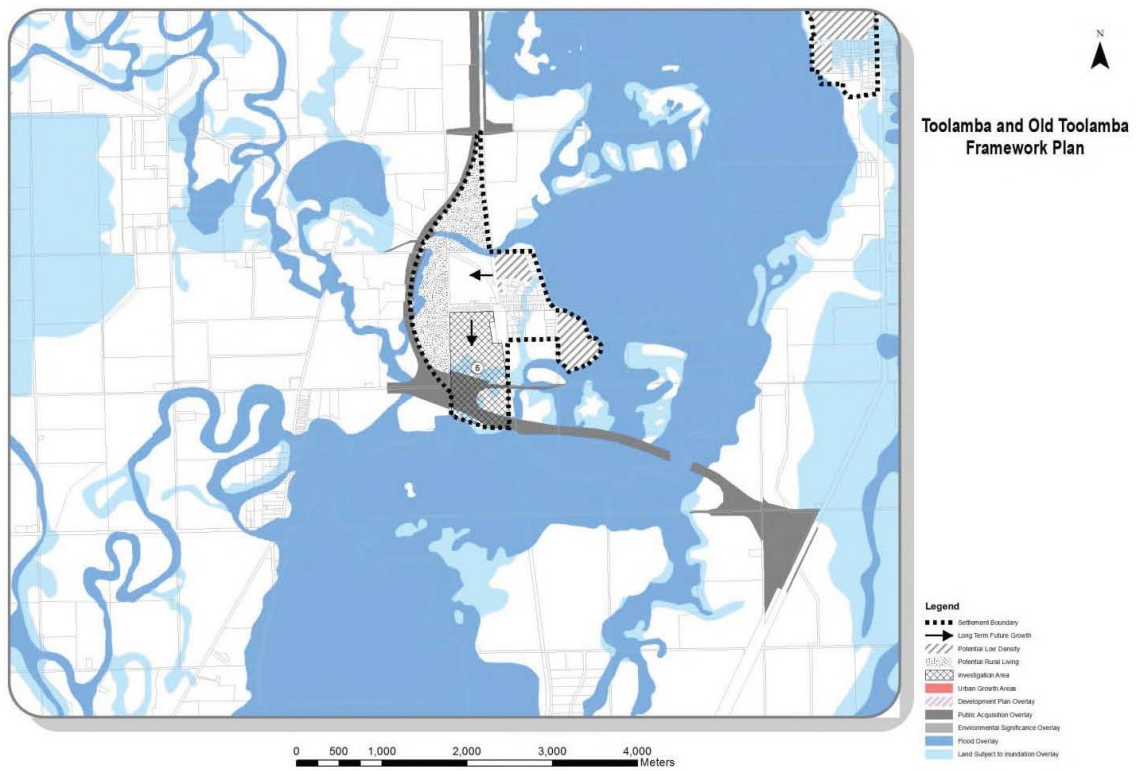 N
Toolamba and Old Toolamba
Framework Plan
6
Legend
Settlement Boundary
Long Term Future Growth
Potential Low Density
Potential Rural Living
Investigation Area
Urban Growth Areas
Development Plan Overlay
Public Acquisition Overlay
Environmental Significance Overlay
Flood Overlay
Land Subject to Inundation Overlay
0 500 1,000 2,000 3,000 4,000
Meters